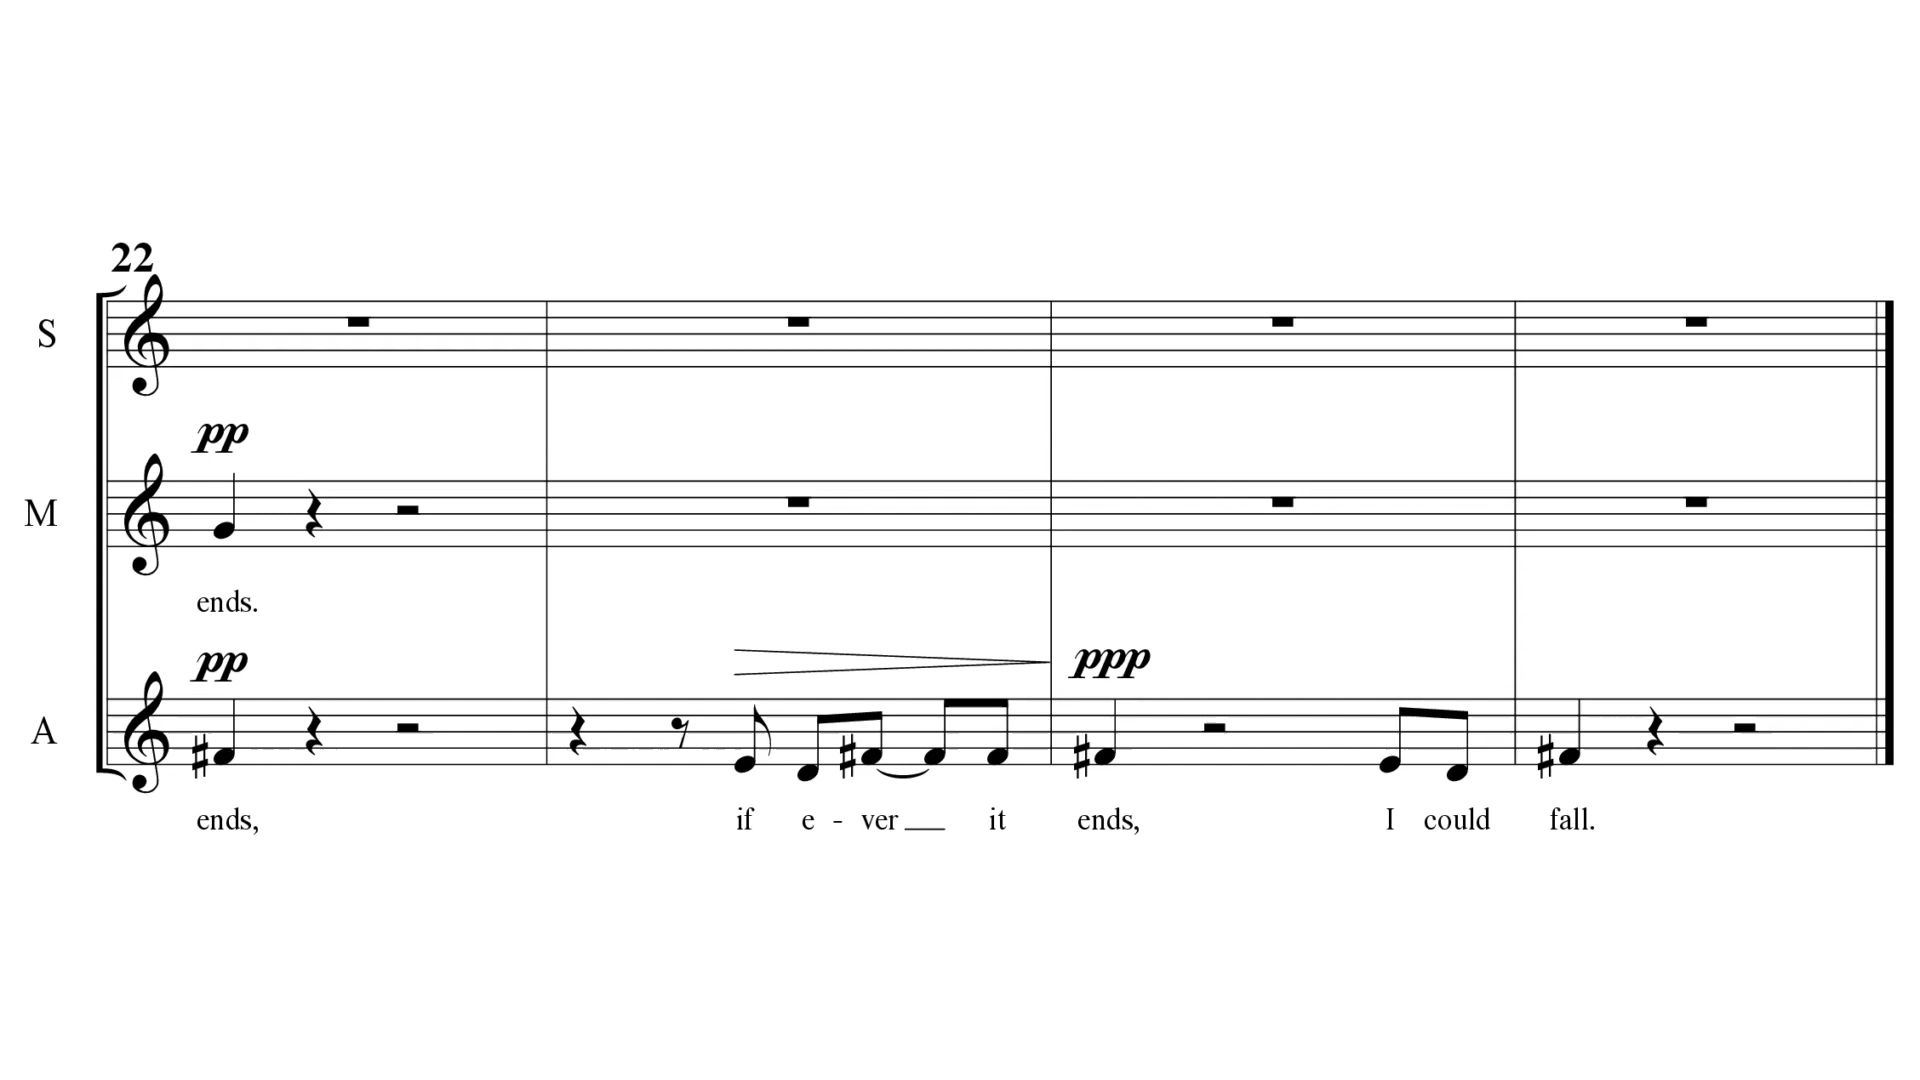 22
S
pp
M
ends.
pp
ppp
A
ends, if e - ver it ends, I could fall.